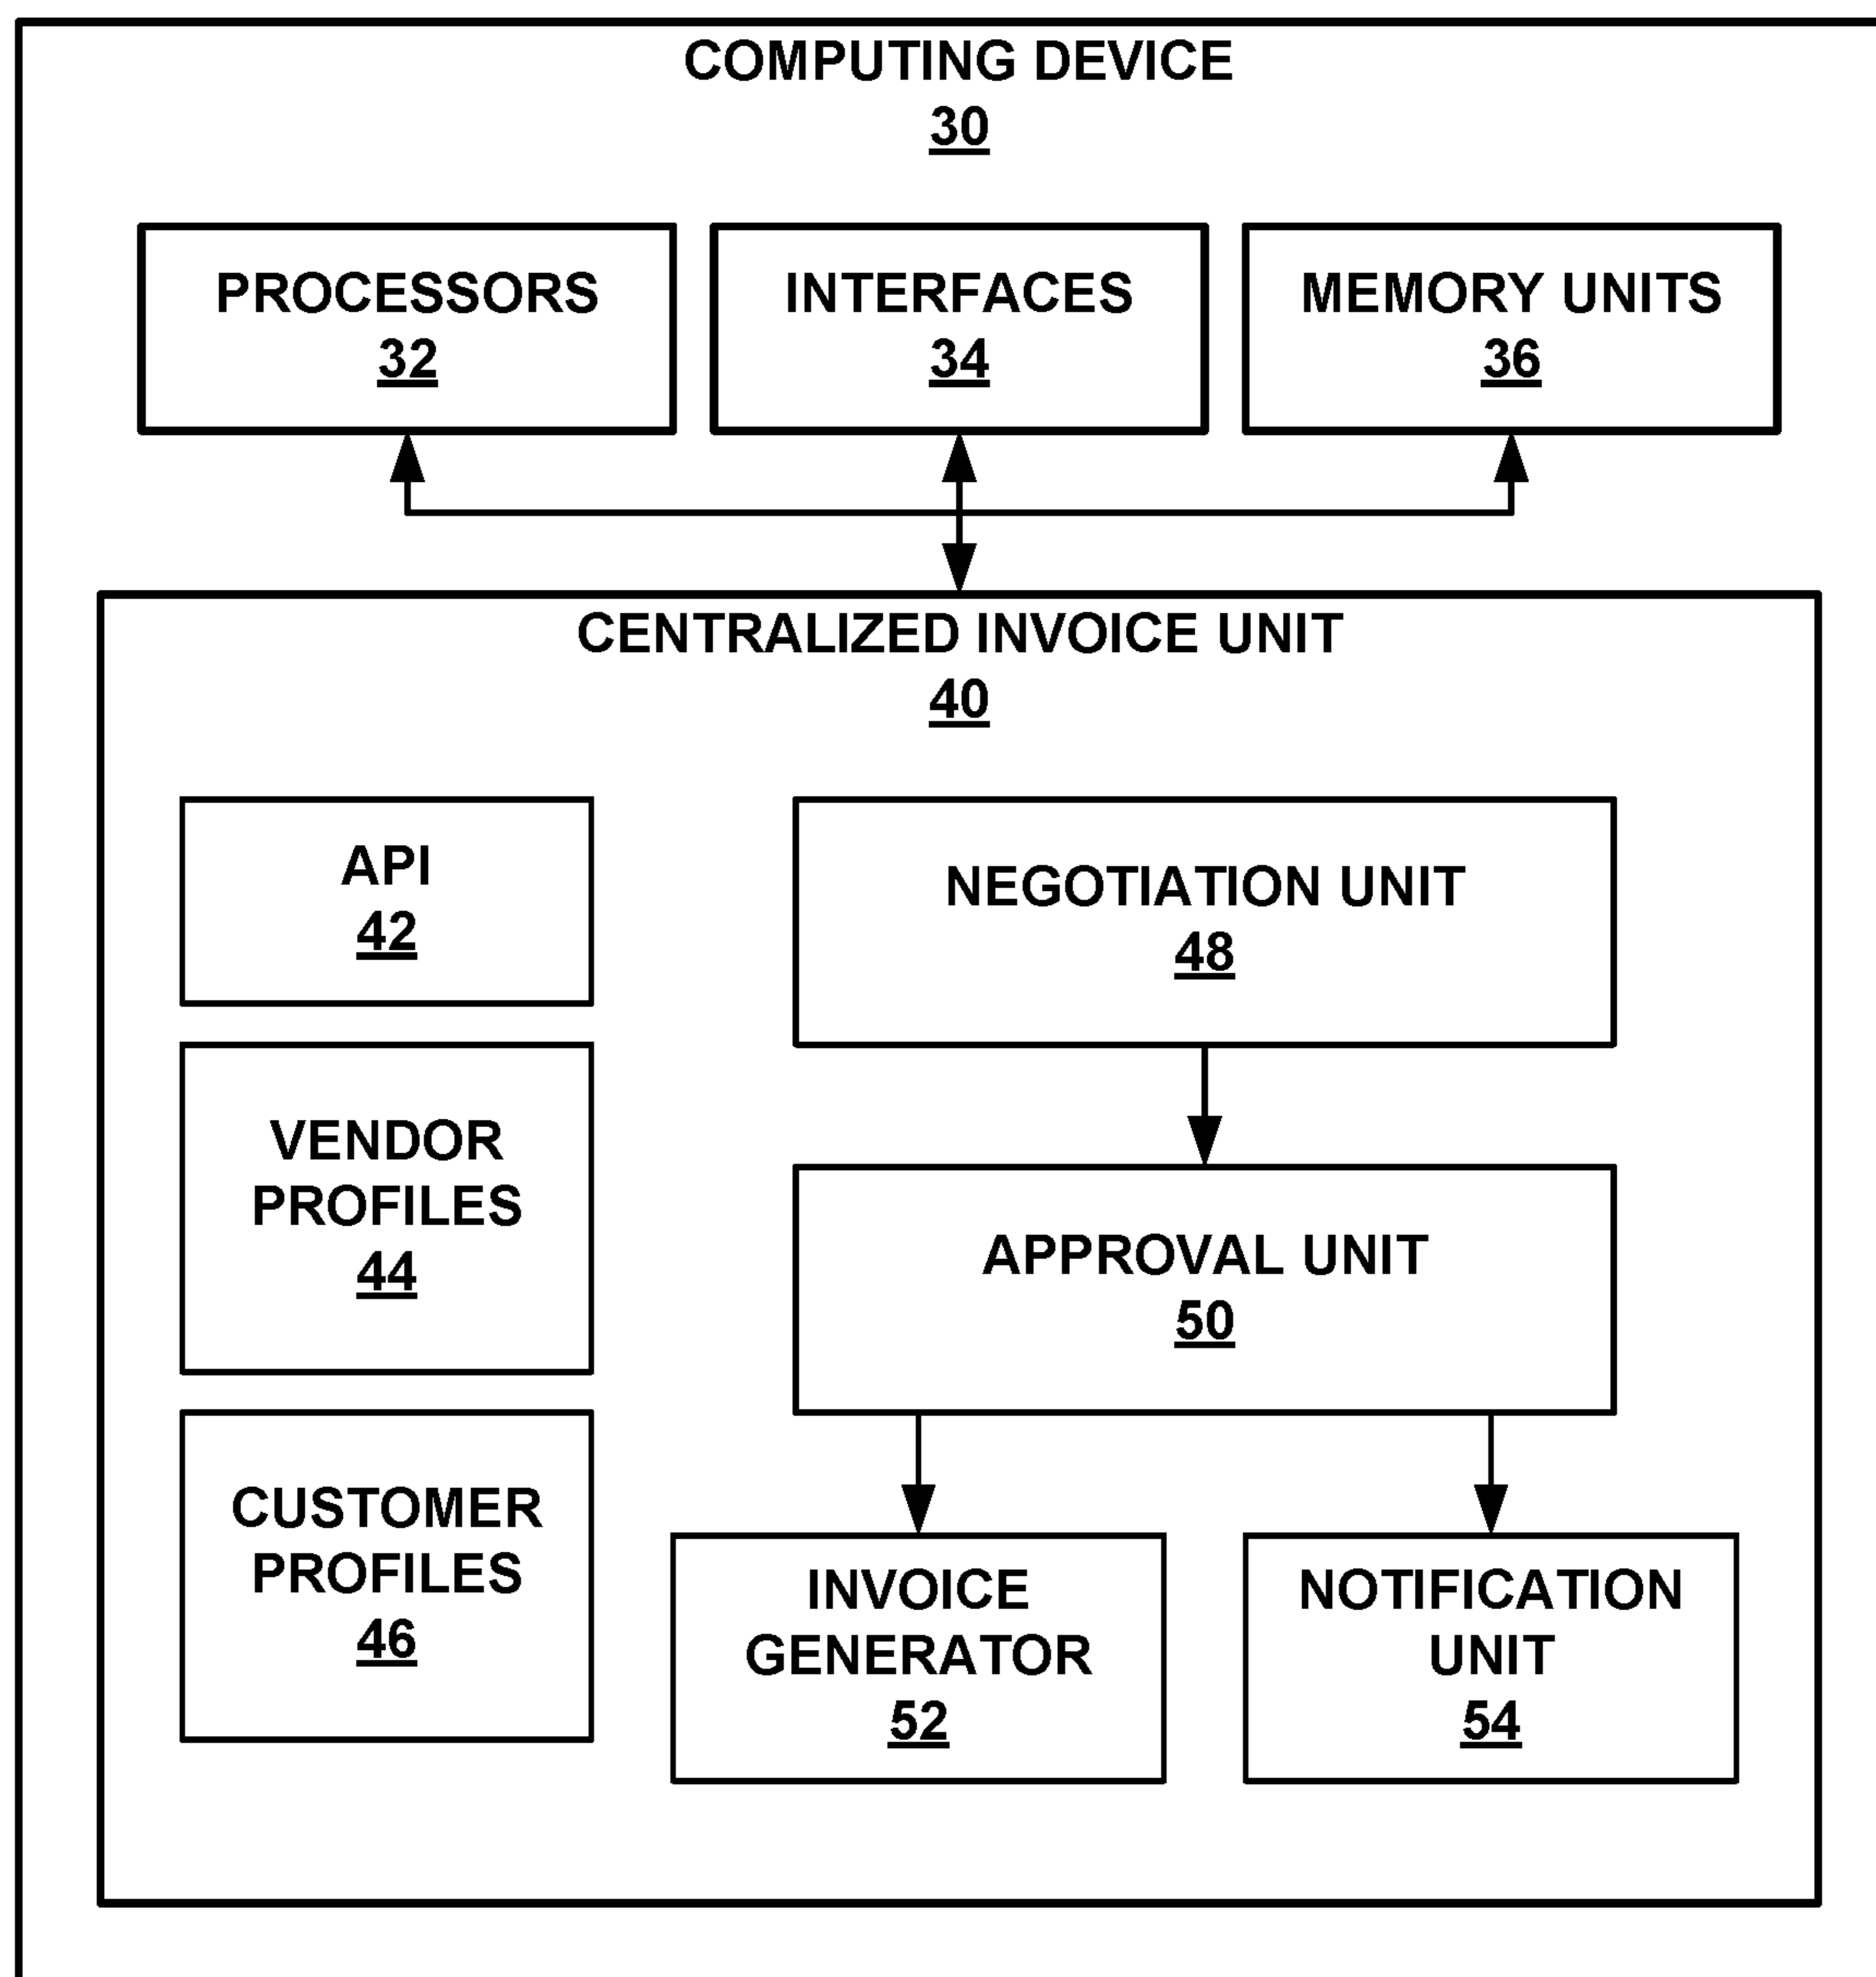 COMPUTING DEVICE
30
PROCESSORS
32
INTERFACES
34
MEMORY UNITS
36
CENTRALIZED INVOICE UNIT
40
API
42
VENDOR
PROFILES
44
CUSTOMER
PROFILES
46
NEGOTIATION UNIT
48
APPROVAL UNIT
50
INVOICE
GENERATOR
52
NOTIFICATION
UNIT
54